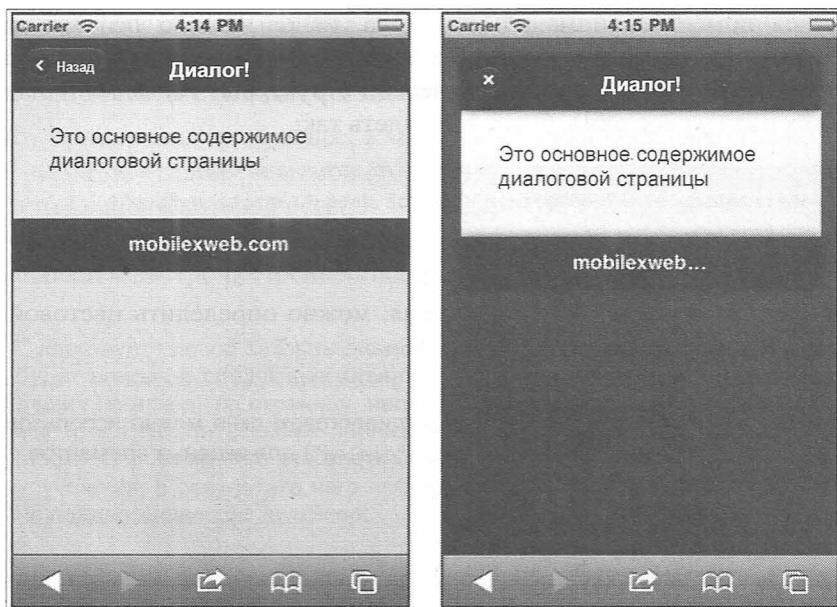 Carrier 4:14 PM
Назад Диалог!
Это основное содержимое
диалоговой страницы
mobilexweb.com
Carrier 4:15 PM
Диалог!
Это основное содержимое
диалоговой страницы
mobilexweb...